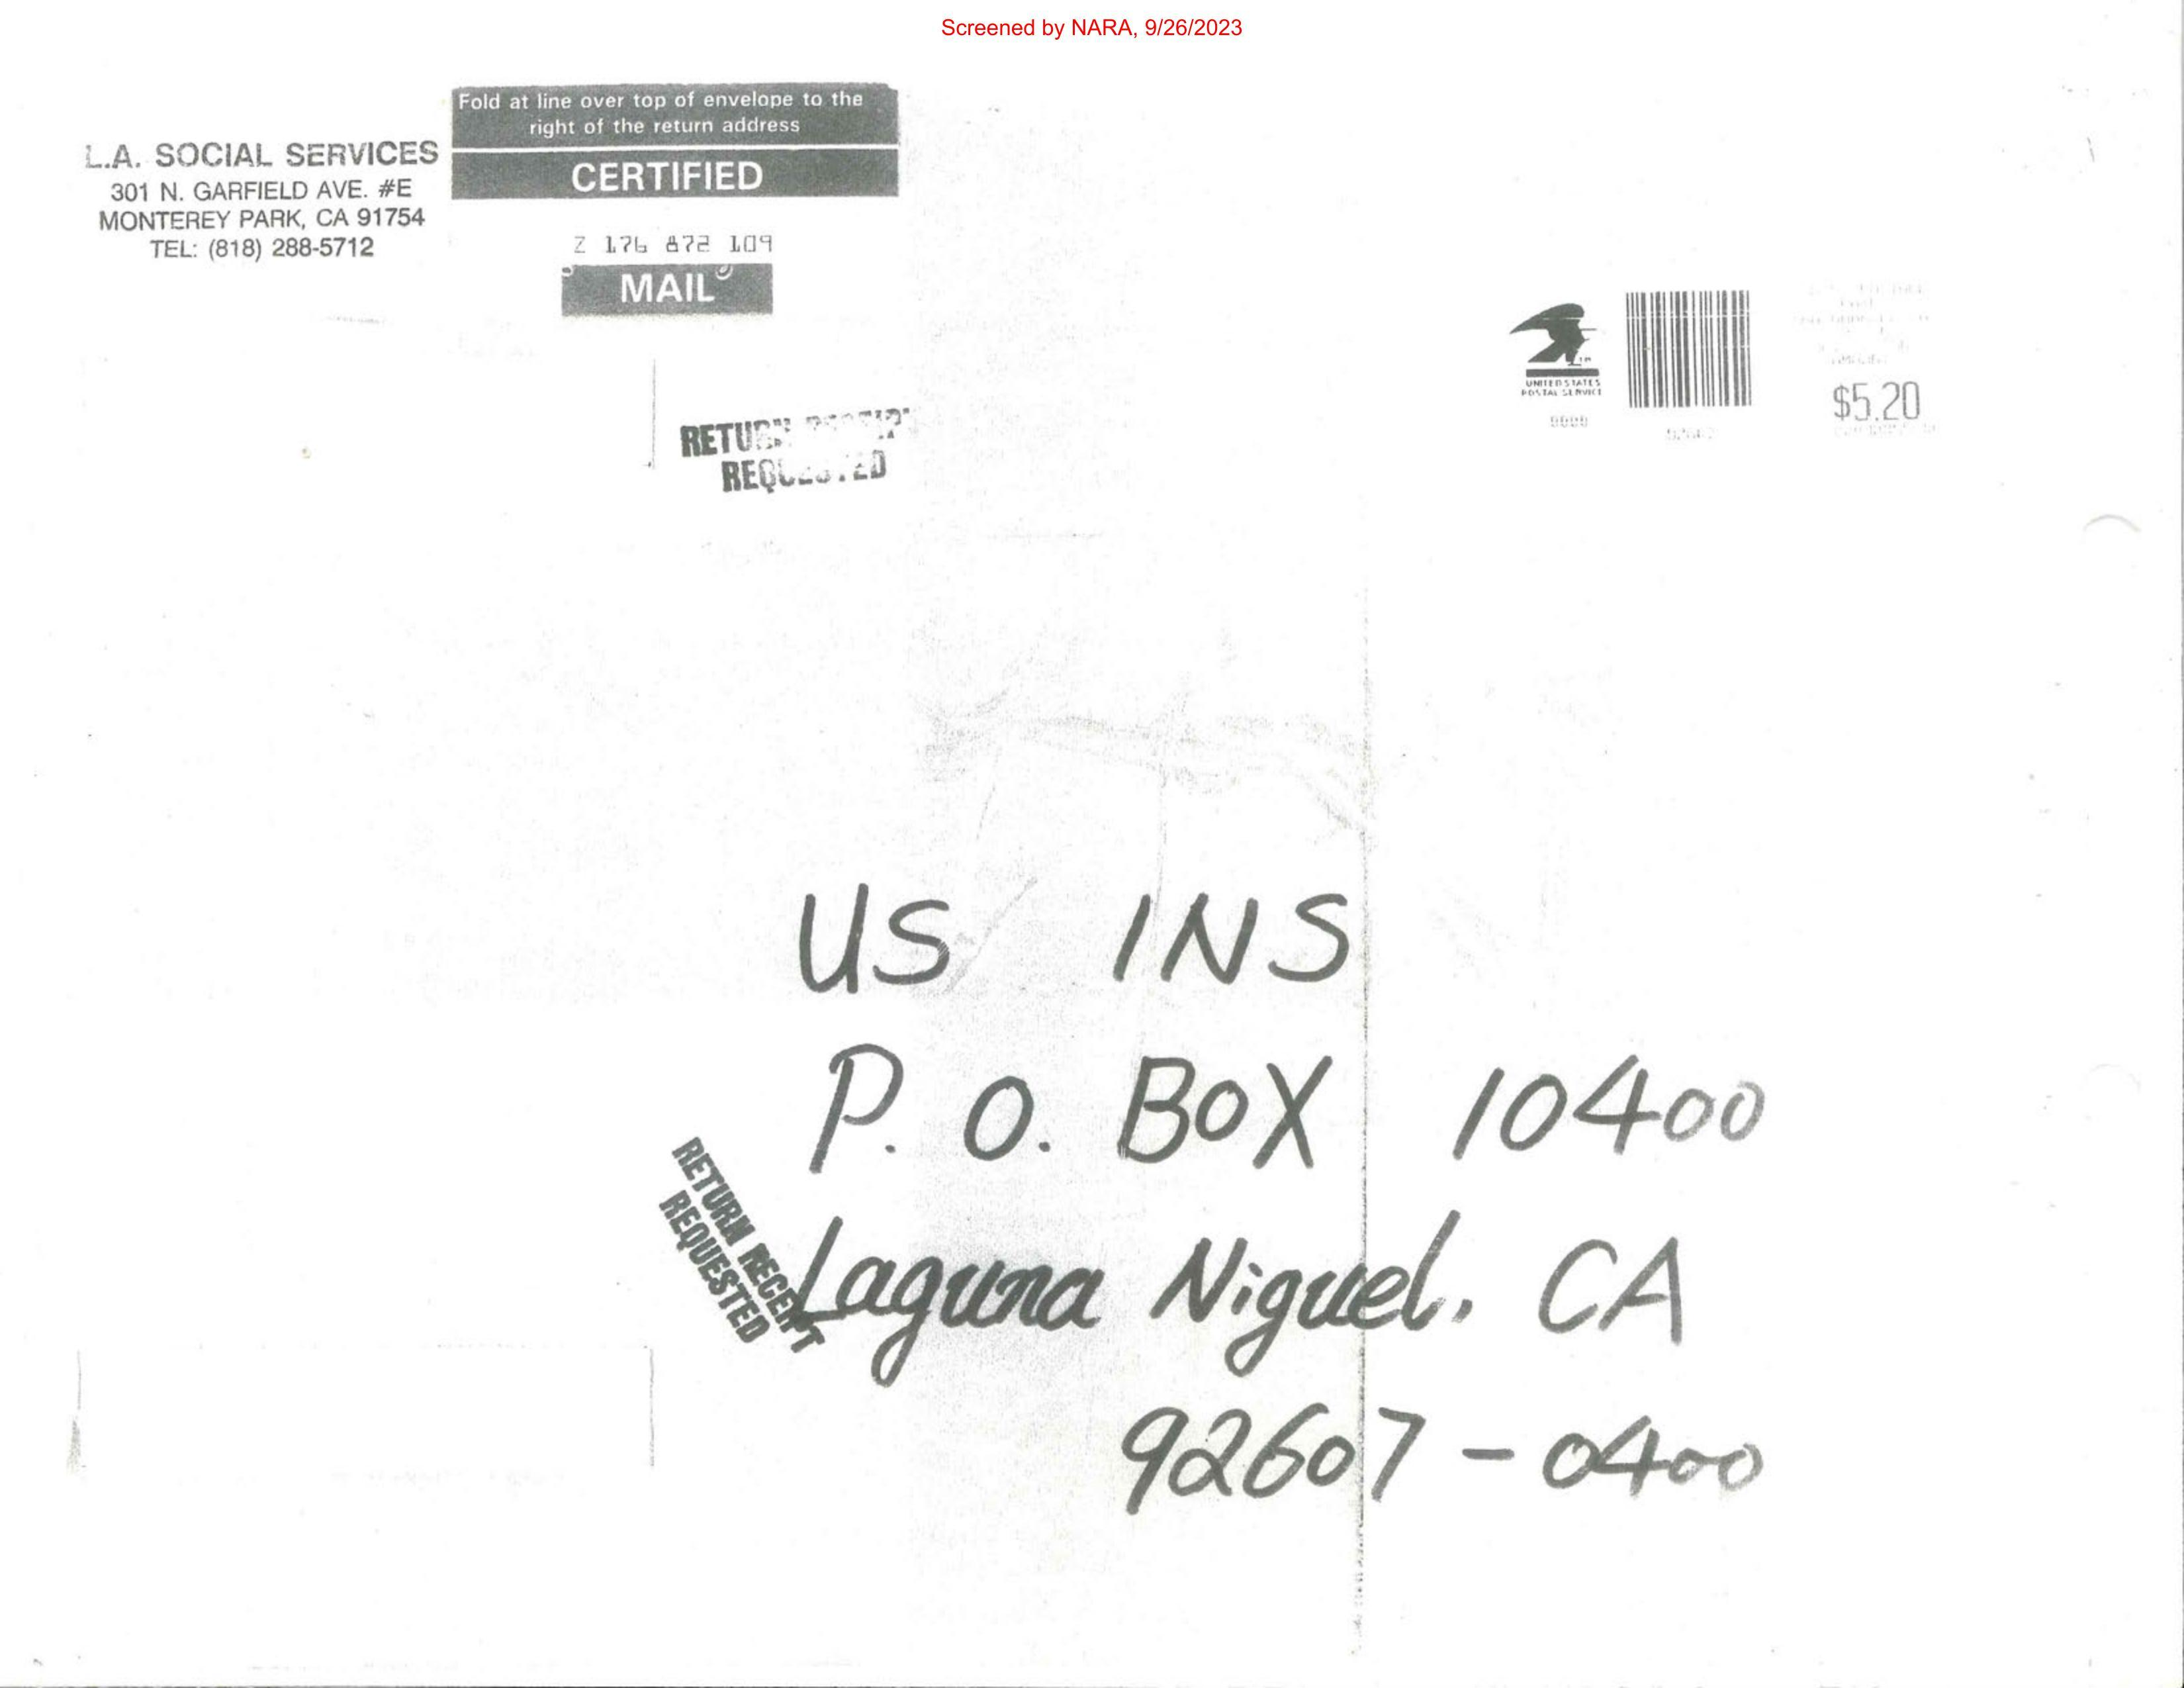 Screened by NARA, 9/26/2023
Fold at line over top of envelope to the
right of the return address
CERTIFIED
L.A. SOCIAL SERVICES
301 N. GARFIELD AVE. #E
MONTEREY PARK, CA 91754
TEL: (818) 288-5712
Z 176 872 109
MAIL
UNITED STATES
POSTAL SERVICE
0000
$5.20
RETURN RECEIPT
REQUESTED
US INS
P. O. BOX 10400
Laguna Niguel, CA
92607-0400
RETURN RECEIPT
REQUESTED